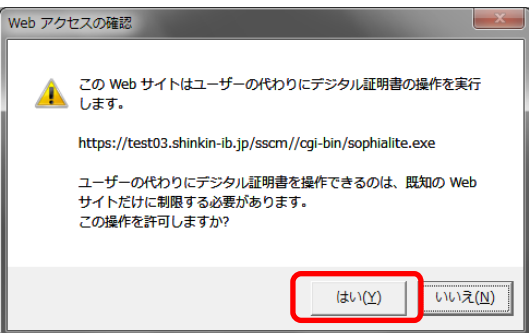 Web アクセスの確認
この Web サイトはユーザーの代わりにデジタル証明書の操作を実行
します。
https://test03.shinkin-ib.jp/sscm//cgi-bin/sophialite.exe
ユーザーの代わりにデジタル証明書を操作できるのは、既知の Web
サイトだけに制限する必要があります。
この操作を許可しますか?
はい(Y) いいえ(N)